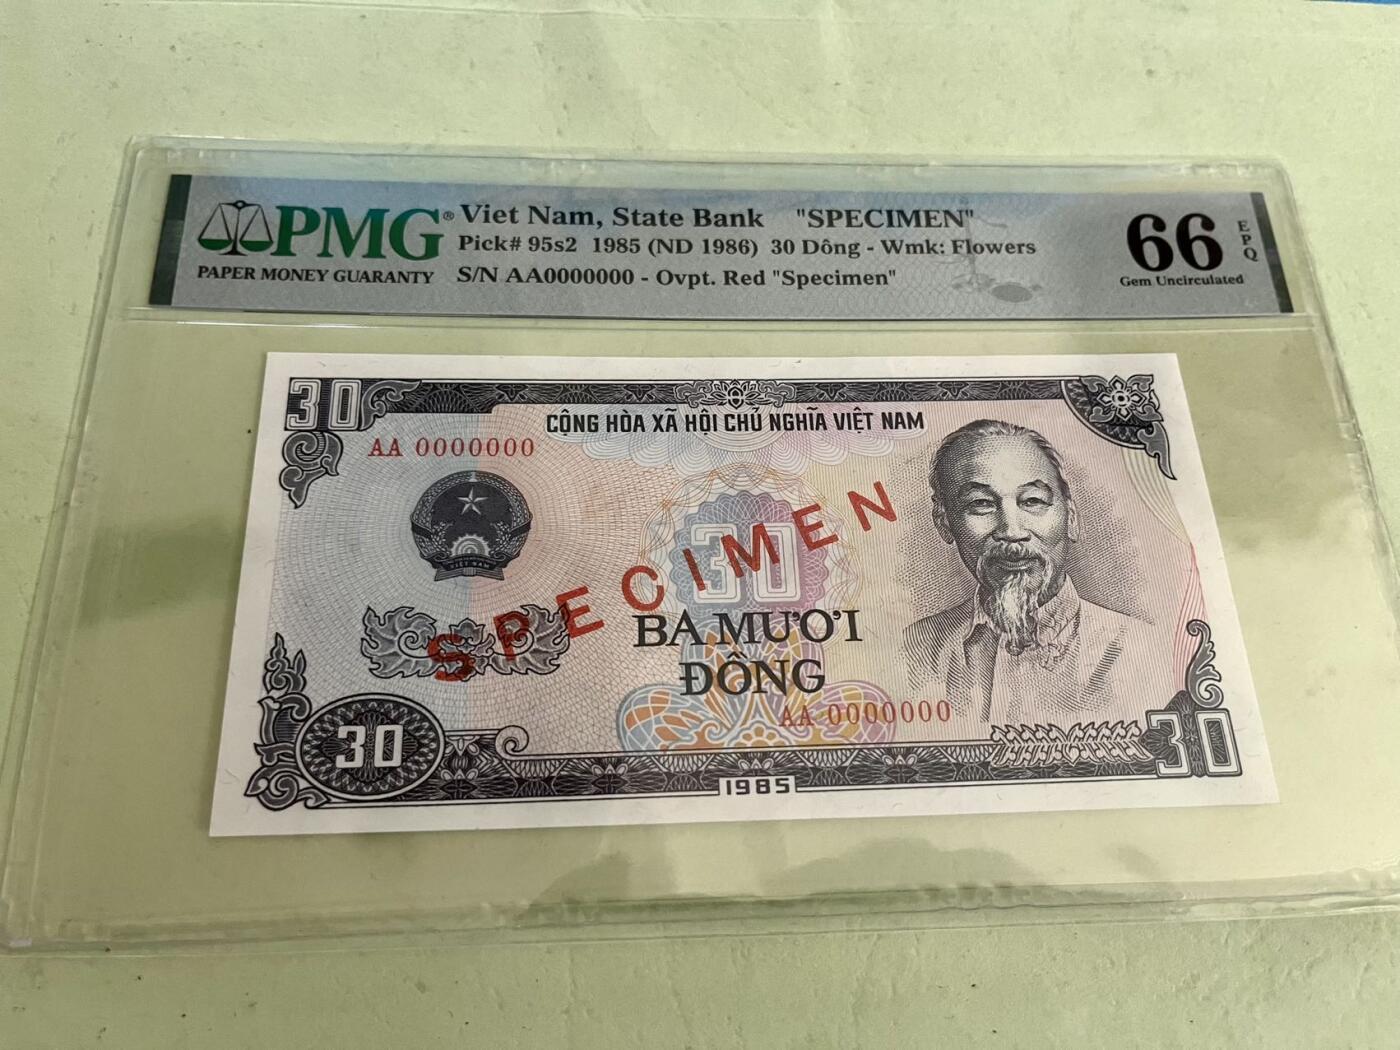 PMG®
PAPER MONEY GUARANTY
Viet Nam, State Bank "SPECIMEN"
Pick# 95s2 1985 (ND 1986) 30 Dông - Wmk: Flowers
S/N AA0000000 - Ovpt. Red "Specimen"
66 EPQ
Gem Uncirculated
30
CỘNG HÒA XÃ HỘI CHỦ NGHĨA VIỆT NAM
AA 0000000
VIỆT NAM
30
SPECIMEN
BA MƯƠI
ĐỒNG
AA 0000000
30
1985
30